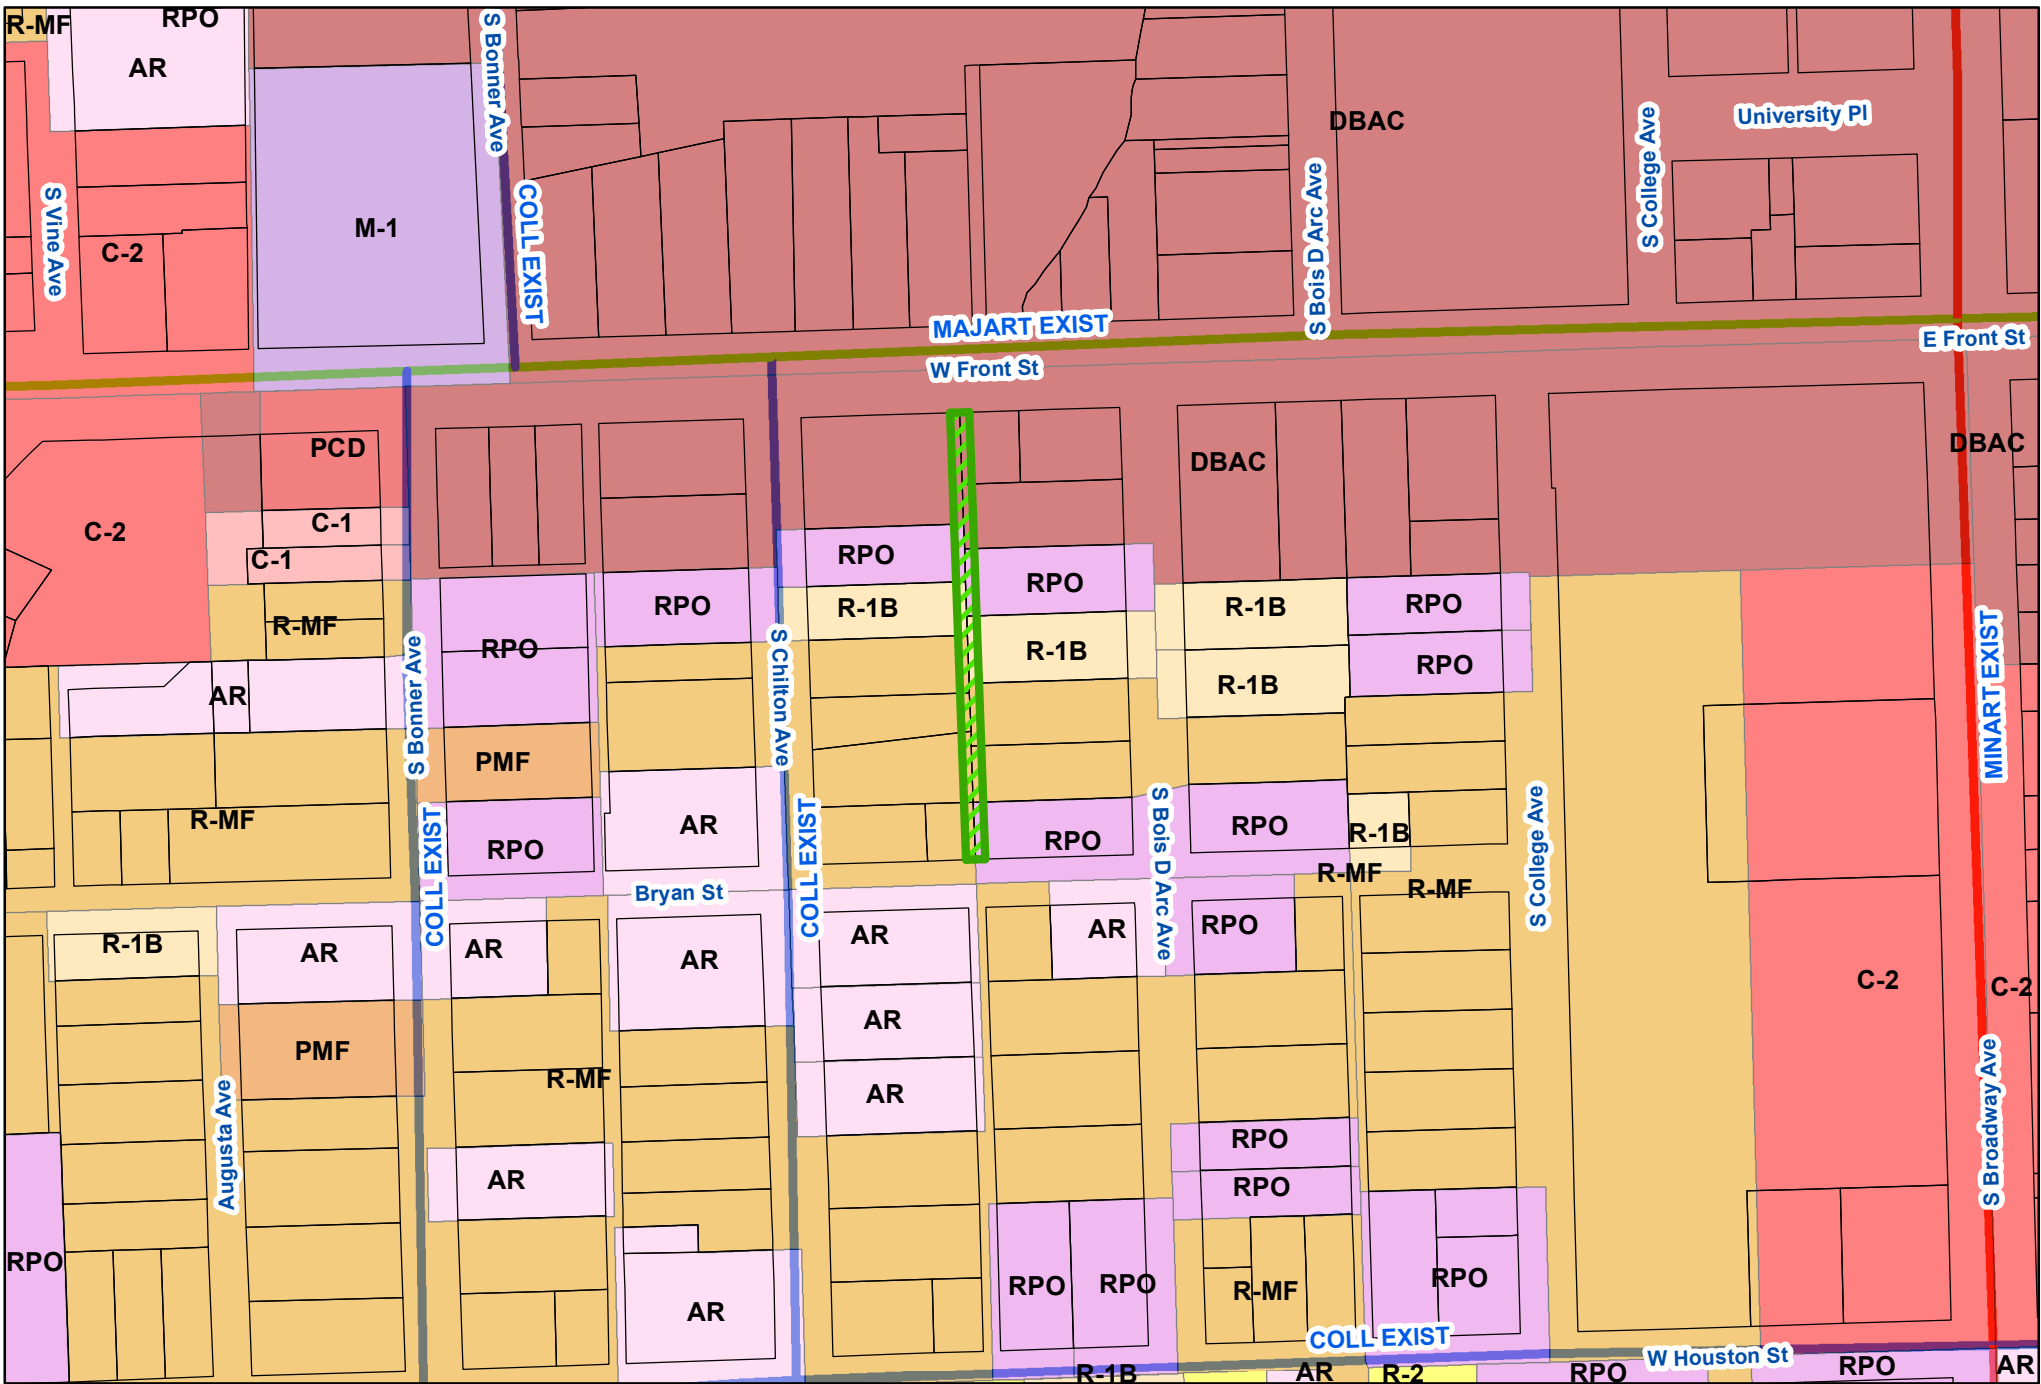 R-MF
RPO
AR
S Bonner Ave
DBAC
S College Ave
University Pl
S Vine Ave
M-1
C-2
COLL EXIST
S Bois D Arc Ave
MAJART EXIST
W Front St
E Front St
PCD
DBAC
DBAC
C-2
C-1
C-1
RPO
RPO
R-MF
RPO
R-1B
R-1B
RPO
RPO
R-1B
RPO
R-1B
RPO
AR
S Bonner Ave
S Chilton Ave
MINART EXIST
PMF
R-MF
AR
COLL EXIST
COLL EXIST
RPO
RPO
S Bois D Arc Ave
RPO
R-1B
S College Ave
R-MF
R-MF
Bryan St
R-1B
AR
AR
AR
AR
AR
RPO
C-2
C-2
AR
PMF
R-MF
AR
Augusta Ave
S Broadway Ave
AR
RPO
RPO
RPO
RPO
RPO
R-MF
RPO
AR
COLL EXIST
W Houston St
R-1B
AR
R-2
RPO
RPO
AR